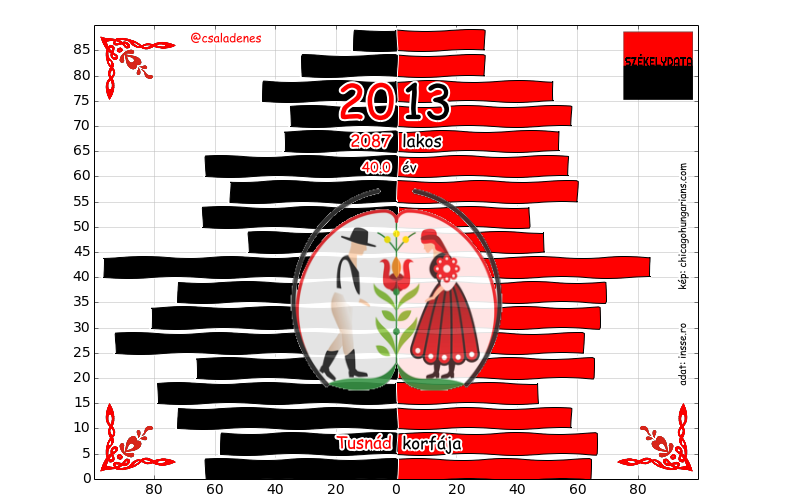 @csaladenes
SZÉKELYDATA
2013
2087 lakos
40.0 év
kép: chicagohungarians.com
adat: insse.ro
Tusnád korfája
85
80
75
70
65
60
55
50
45
40
35
30
25
20
15
10
5
0
80 60 40 20 0 20 40 60 80